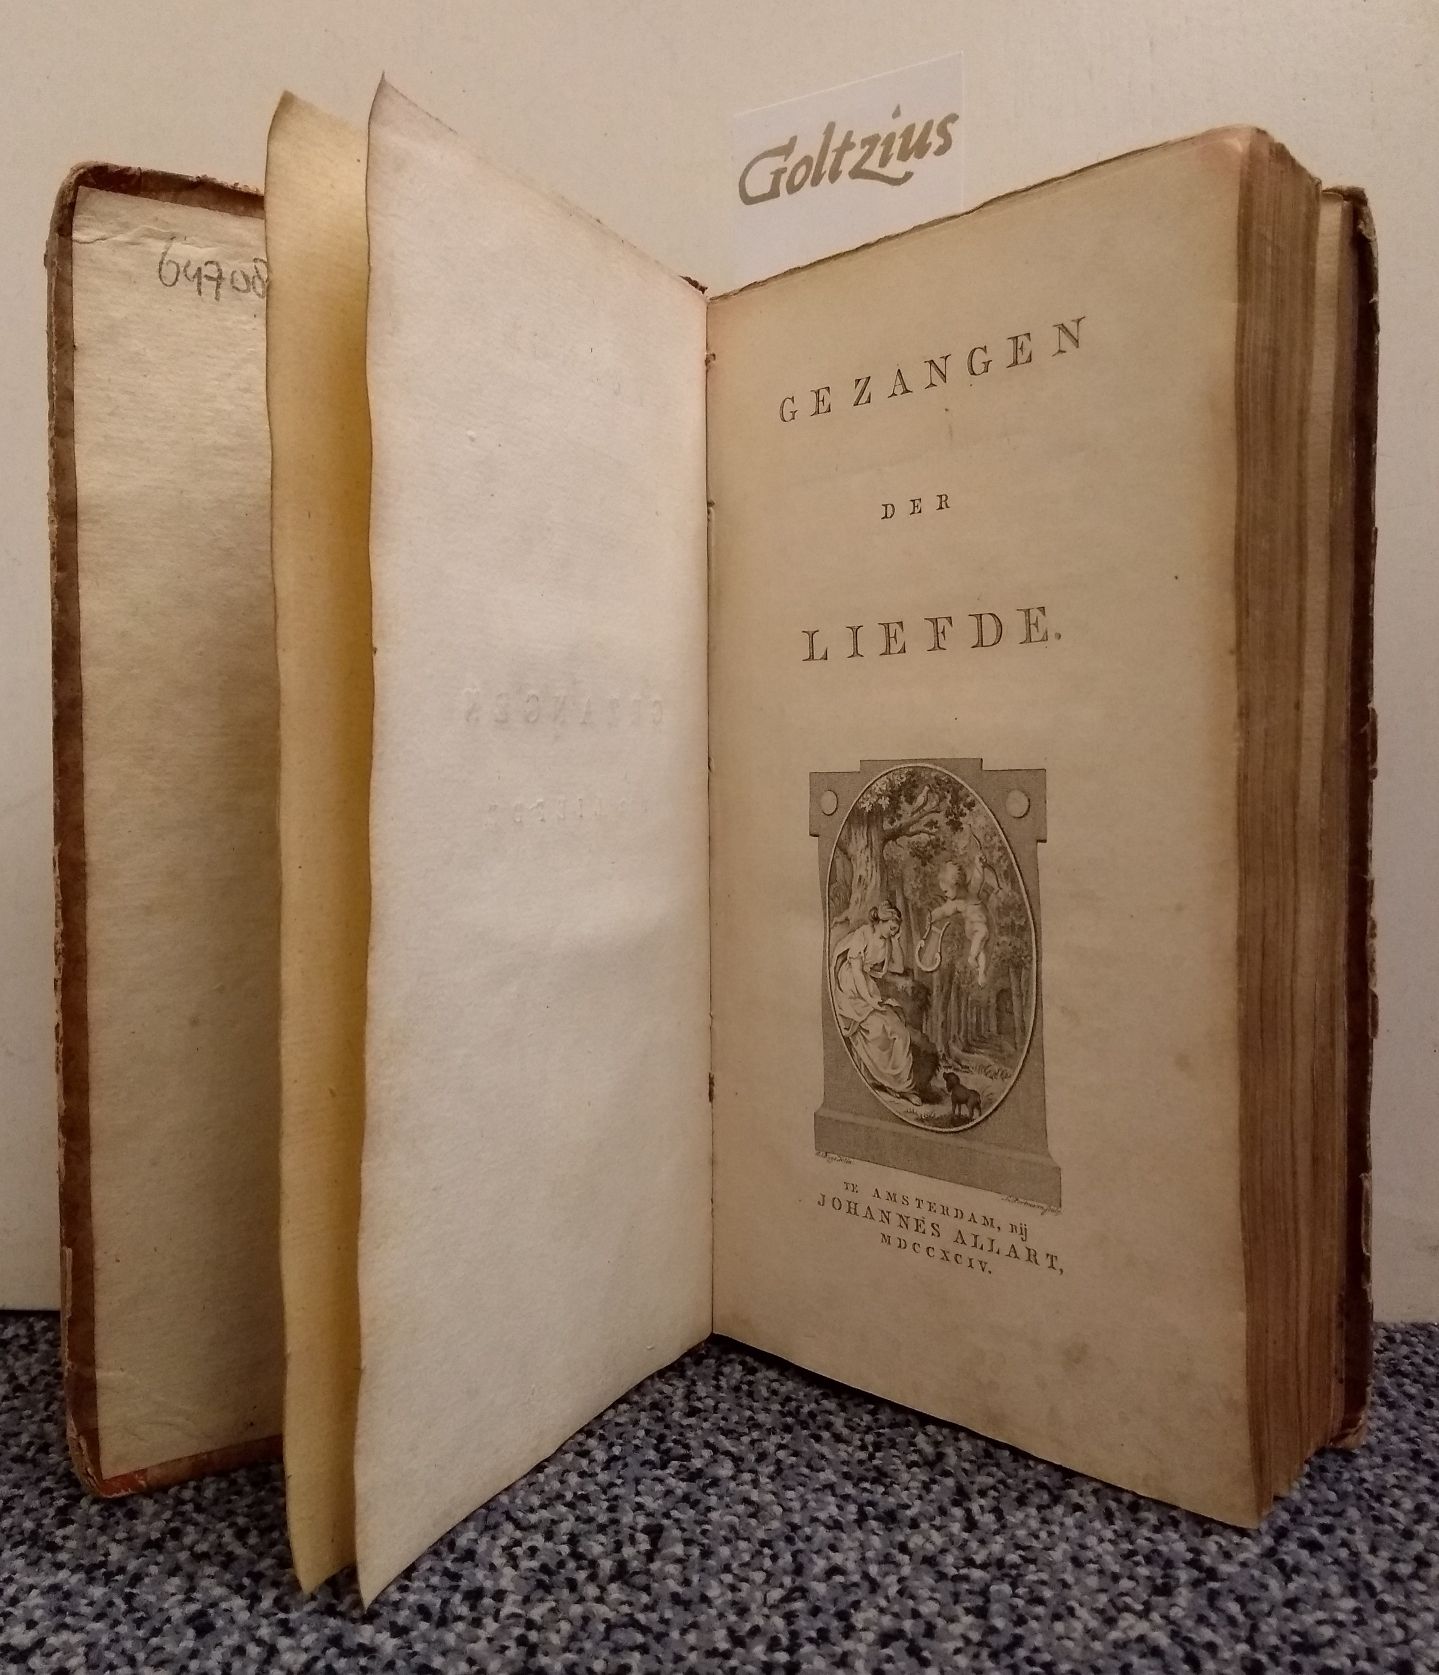 Goltzius
64708
GEZANGEN
DER
LIEFDE.
TE AMSTERDAM, Bij
JOHANNES ALLART,
MDCCXCIV.